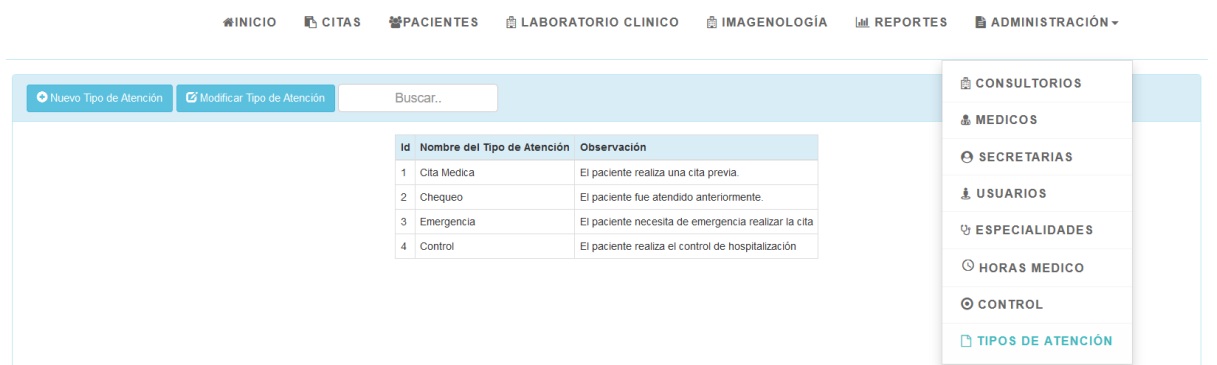 INICIO CITAS PACIENTES LABORATORIO CLINICO IMAGENOLOGÍA REPORTES ADMINISTRACIÓN
Nuevo Tipo de Atención Modificar Tipo de Atención Buscar..
Id Nombre del Tipo de Atención Observación
1 Cita Medica El paciente realiza una cita previa.
2 Chequeo El paciente fue atendido anteriormente.
3 Emergencia El paciente necesita de emergencia realizar la cita
4 Control El paciente realiza el control de hospitalización
CONSULTORIOS
MEDICOS
SECRETARIAS
USUARIOS
ESPECIALIDADES
HORAS MEDICO
CONTROL
TIPOS DE ATENCIÓN